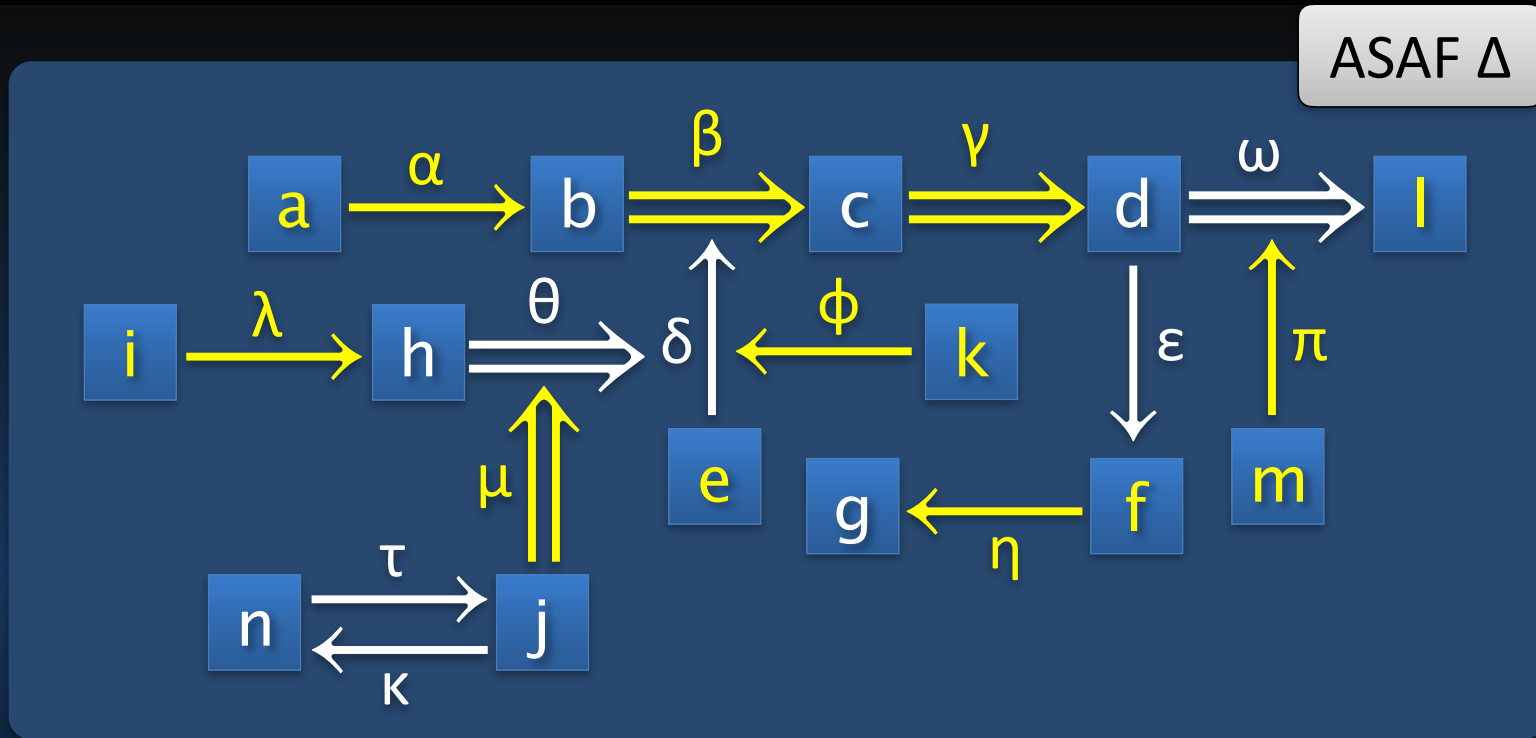 ASAF Δ
a α b β c γ d ω l
i λ h θ δ ϕ k ε π
μ e g η f m
n τ κ j